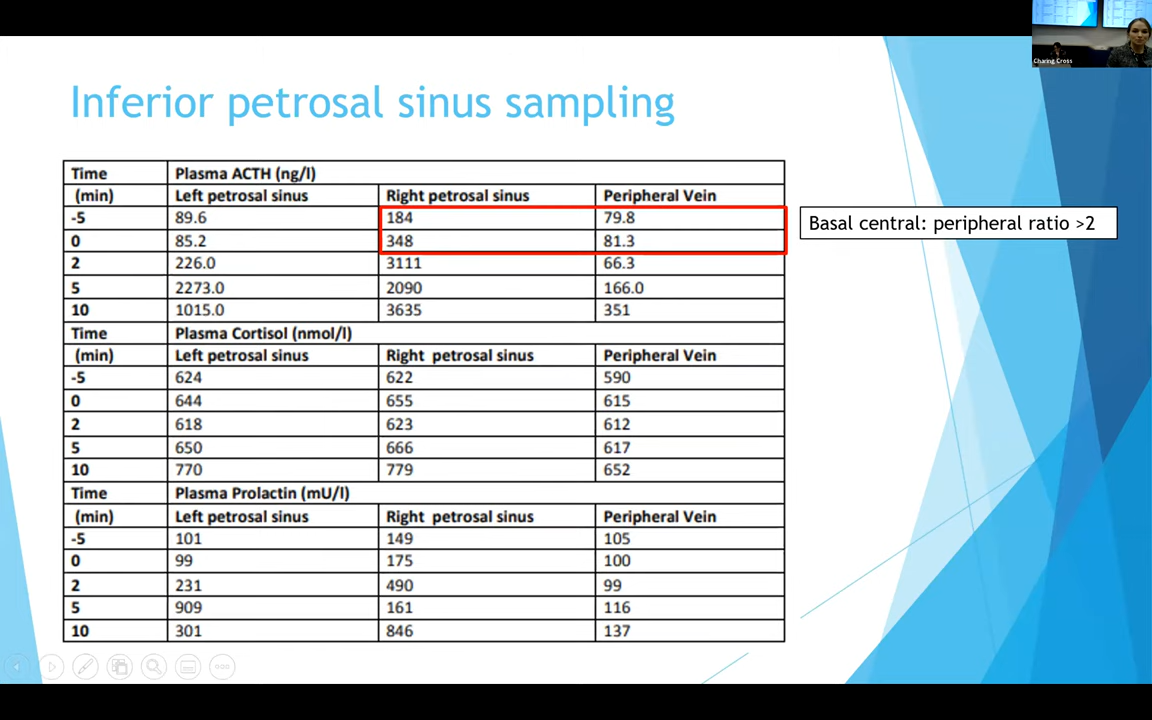 Charing Cross
Inferior petrosal sinus sampling
Time Plasma ACTH (ng/l)
(min) Left petrosal sinus Right petrosal sinus Peripheral Vein
-5 89.6 184 79.8
0 85.2 348 81.3
2 226.0 3111 66.3
5 2273.0 2090 166.0
10 1015.0 3635 351
Time Plasma Cortisol (nmol/l)
(min) Left petrosal sinus Right petrosal sinus Peripheral Vein
-5 624 622 590
0 644 655 615
2 618 623 612
5 650 666 617
10 770 779 652
Time Plasma Prolactin (mU/l)
(min) Left petrosal sinus Right petrosal sinus Peripheral Vein
-5 101 149 105
0 99 175 100
2 231 490 99
5 909 161 116
10 301 846 137
Basal central: peripheral ratio >2